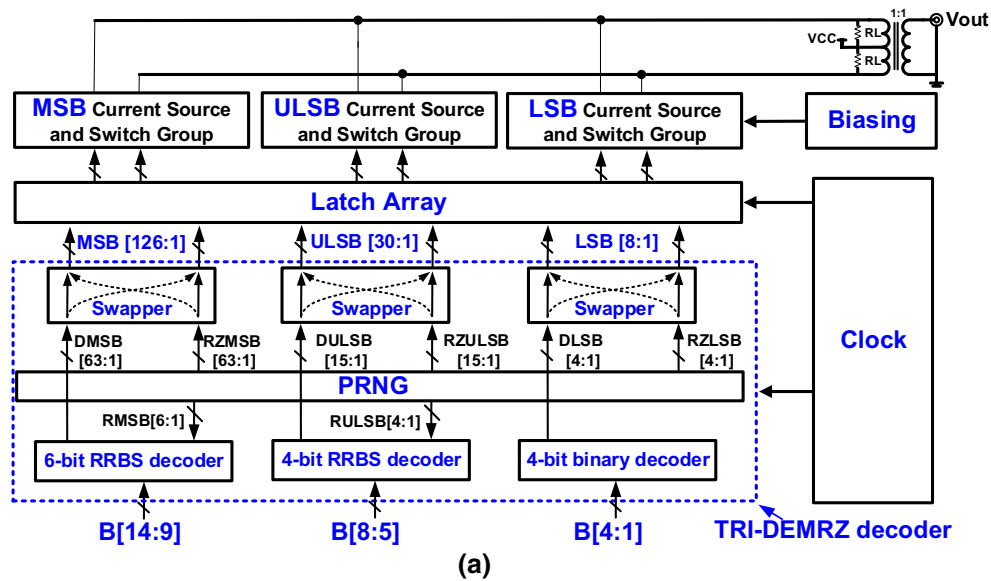 1:1
Vout
VCC
RL
RL
MSB Current Source
and Switch Group
ULSB Current Source
and Switch Group
LSB Current Source
and Switch Group
Biasing
Latch Array
MSB [126:1]
ULSB [30:1]
LSB [8:1]
Swapper
Swapper
Swapper
Clock
DMSB
[63:1]
RZMSB
[63:1]
DULSB
[15:1]
RZULSB
[15:1]
DLSB
[4:1]
RZLSB
[4:1]
PRNG
RMSB[6:1]
RULSB[4:1]
6-bit RRBS decoder
4-bit RRBS decoder
4-bit binary decoder
B[14:9]
B[8:5]
B[4:1]
TRI-DEMRZ decoder
(a)